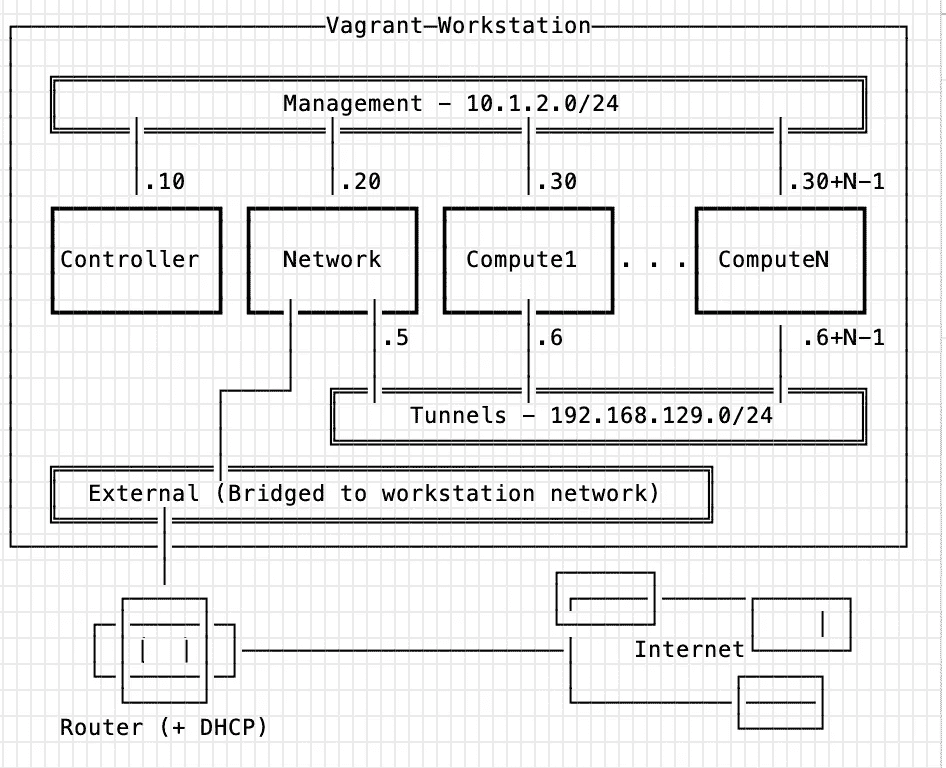 Vagrant-Workstation
Management - 10.1.2.0/24
.10 .20 .30 .30+N-1
Controller Network Compute1 . . . ComputeN
.5 .6 .6+N-1
Tunnels - 192.168.129.0/24
External (Bridged to workstation network)
Internet
Router (+ DHCP)